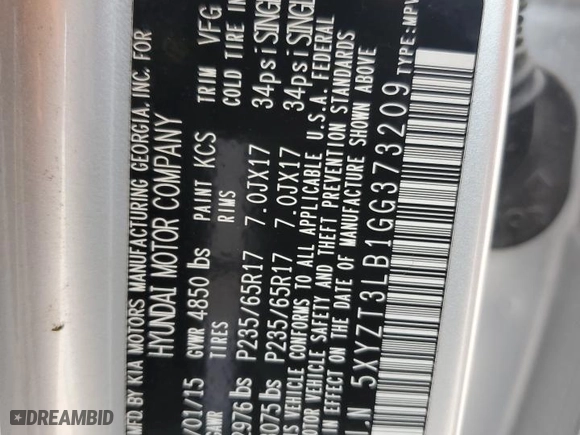 MFD. BY KIA MOTORS MANUFACTURING GEORGIA, INC. FOR
HYUNDAI MOTOR COMPANY
/01/15 GVWR 4850 lbs PAINT KCS TRIM VFG
GAWR TIRES RIMS COLD TIRE IN
2976 lbs P235/65R17 7.0JX17 34psi SINGL
3075 lbs P235/65R17 7.0JX17 34psi SINGL
VEHICLE CONFORMS TO ALL APPLICABLE U.S.A. FEDERAL
MOTOR VEHICLE SAFETY AND THEFT PREVENTION STANDARDS
IN EFFECT ON THE DATE OF MANUFACTURE SHOWN ABOVE
5XYZT3LB1GG373209 TYPE:MPV
DREAMBID